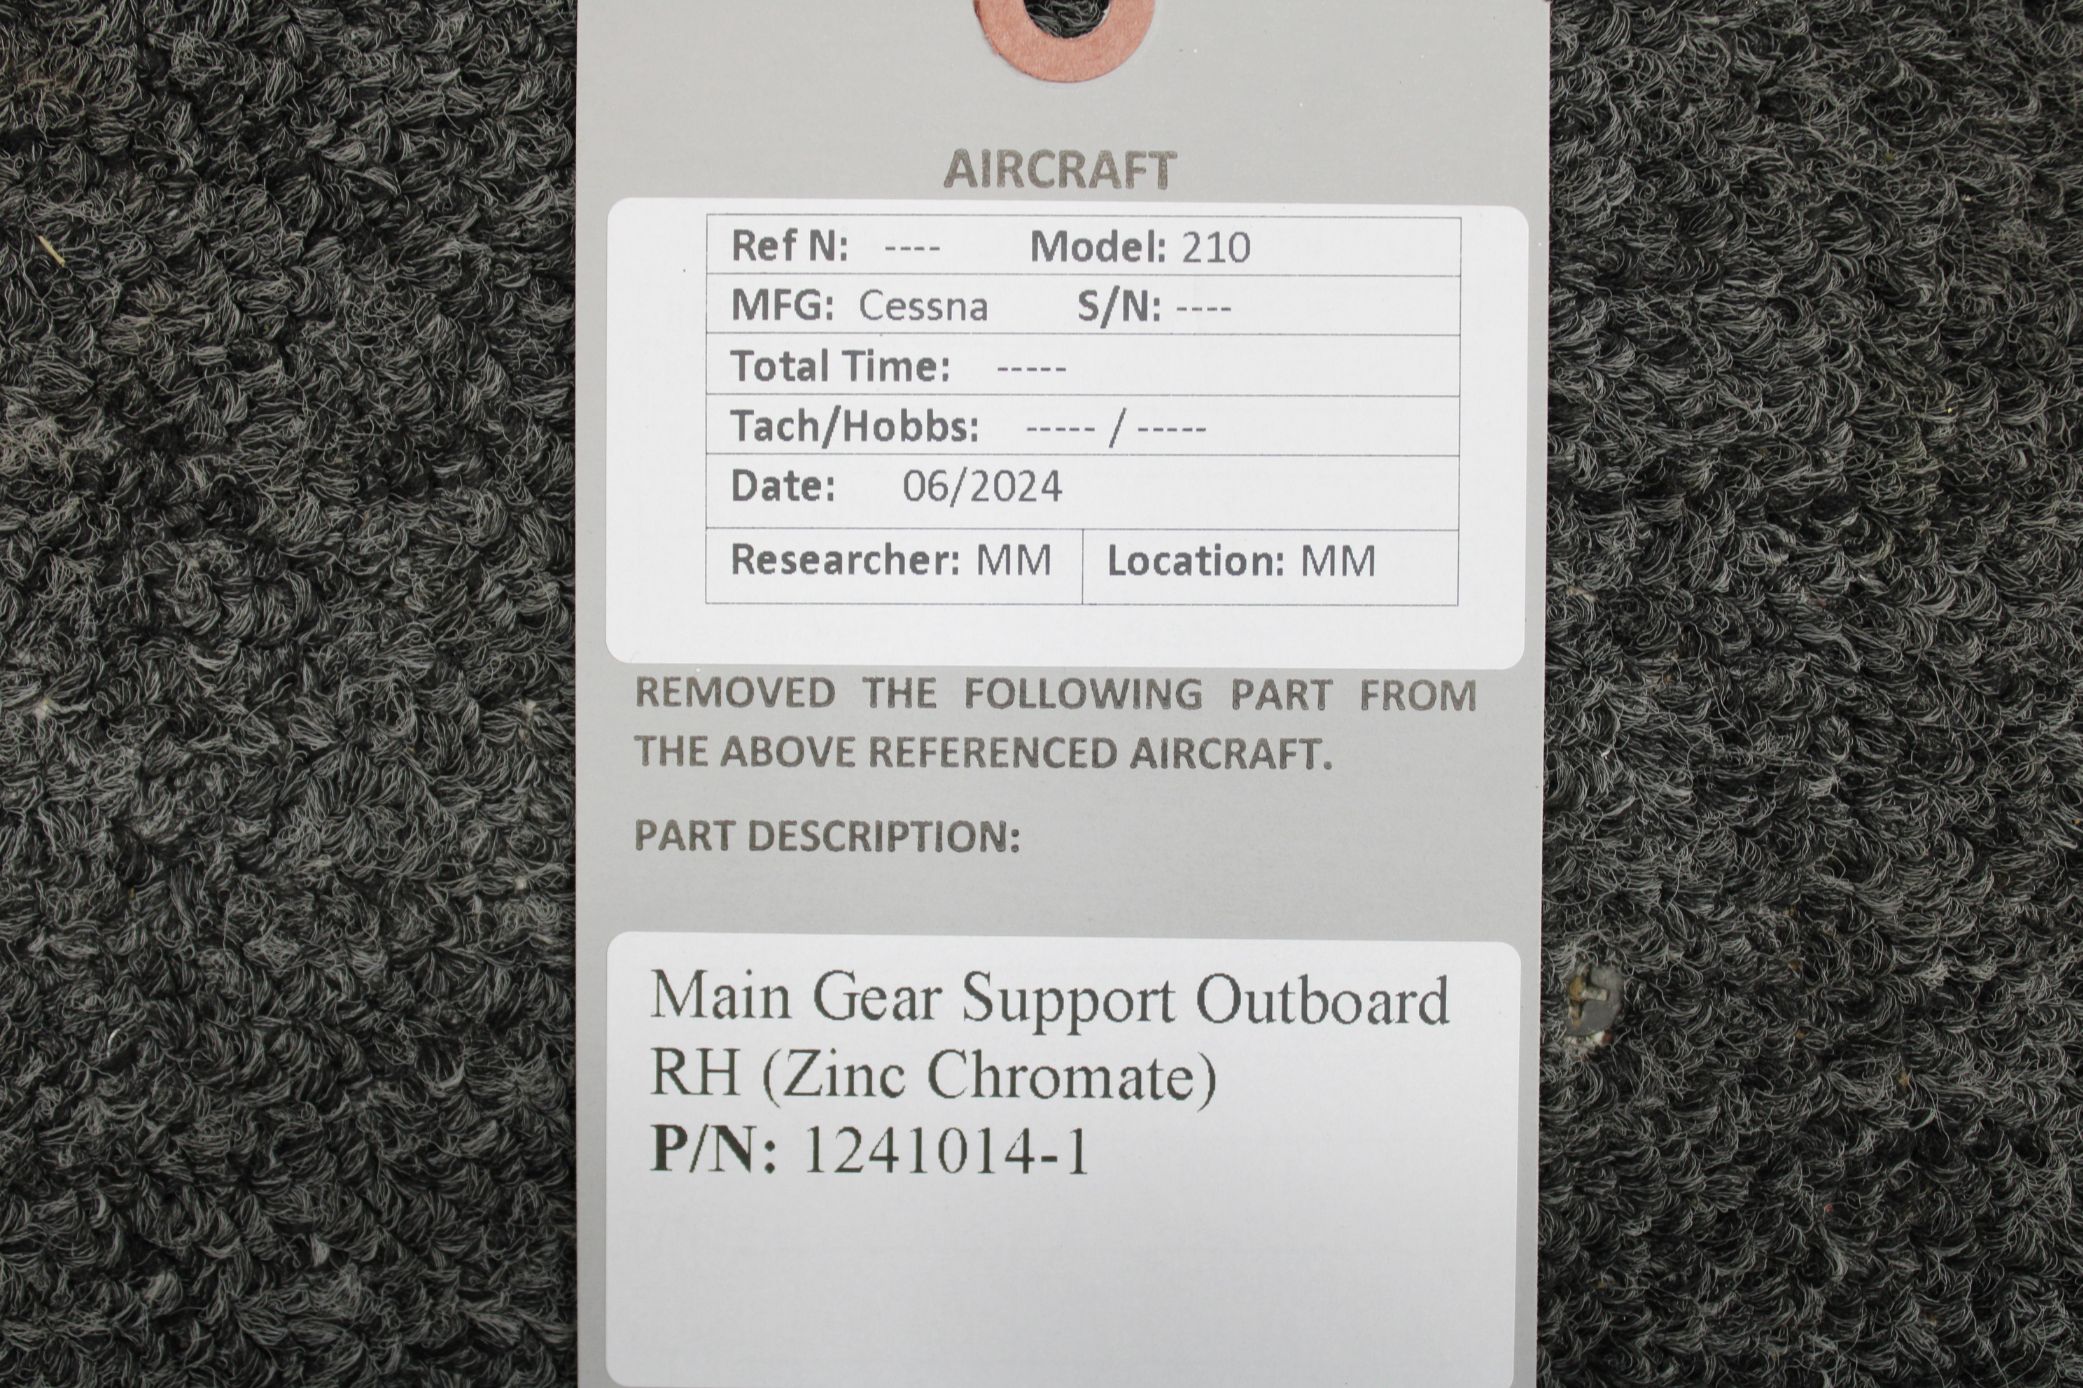 AIRCRAFT
Ref N: ---- Model: 210
MFG: Cessna S/N: ----
Total Time: -----
Tach/Hobbs: ----- / -----
Date: 06/2024
Researcher: MM Location: MM
REMOVED THE FOLLOWING PART FROM
THE ABOVE REFERENCED AIRCRAFT.
PART DESCRIPTION:
Main Gear Support Outboard
RH (Zinc Chromate)
P/N: 1241014-1